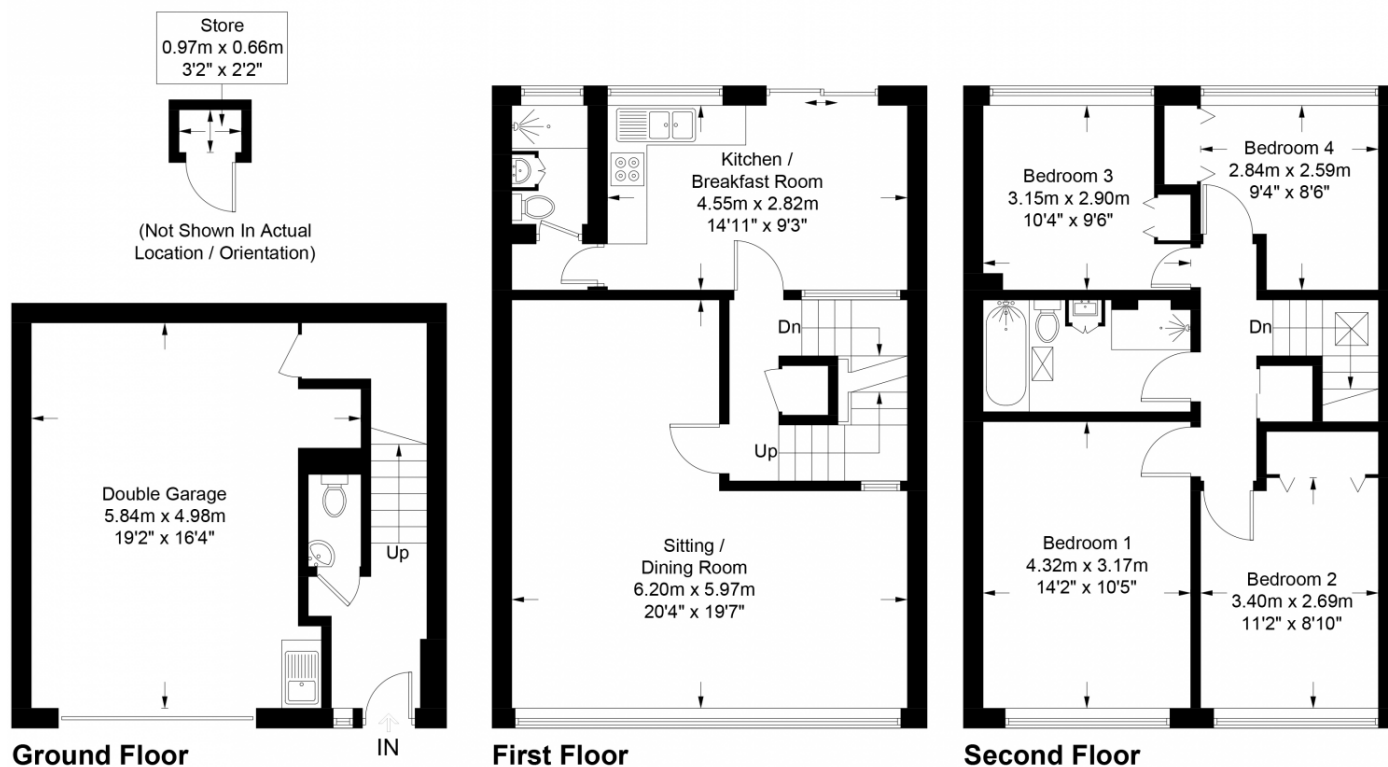 Store
0.97m x 0.66m
3'2" x 2'2"
(Not Shown In Actual
Location / Orientation)
Double Garage
5.84m x 4.98m
19'2" x 16'4"
Up
IN
Ground Floor
Kitchen /
Breakfast Room
4.55m x 2.82m
14'11" x 9'3"
Dn
Up
Sitting /
Dining Room
6.20m x 5.97m
20'4" x 19'7"
First Floor
Bedroom 3
3.15m x 2.90m
10'4" x 9'6"
Bedroom 4
2.84m x 2.59m
9'4" x 8'6"
Dn
Bedroom 1
4.32m x 3.17m
14'2" x 10'5"
Bedroom 2
3.40m x 2.69m
11'2" x 8'10"
Second Floor